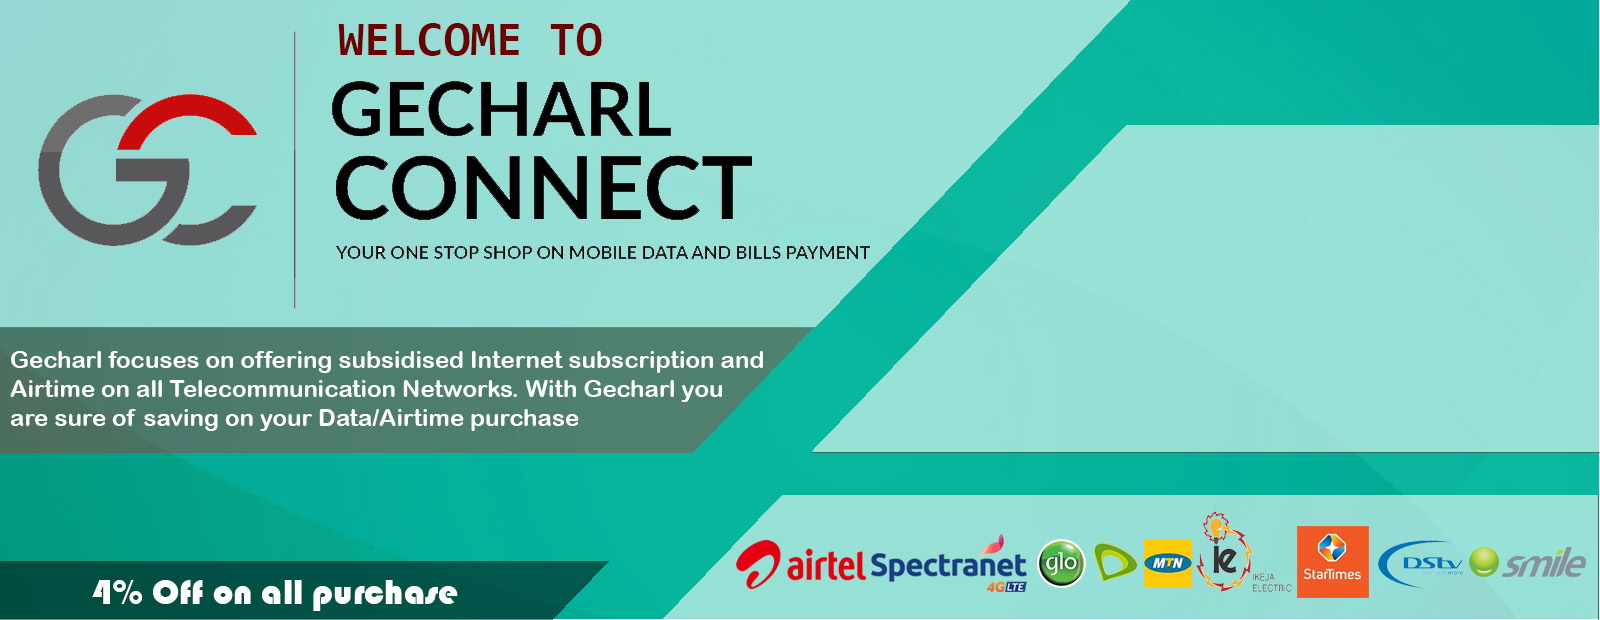 WELCOME TO
GECHARL
CONNECT
YOUR ONE STOP SHOP ON MOBILE DATA AND BILLS PAYMENT
Gecharl focuses on offering subsidised Internet subscription and
Airtime on all Telecommunication Networks. With Gecharl you
are sure of saving on your Data/Airtime purchase
4% Off on all purchase
airtel
Spectranet
4G LTE
glo
MTN
ie
IKEJA
ELECTRIC
StarTimes
DStv
smile